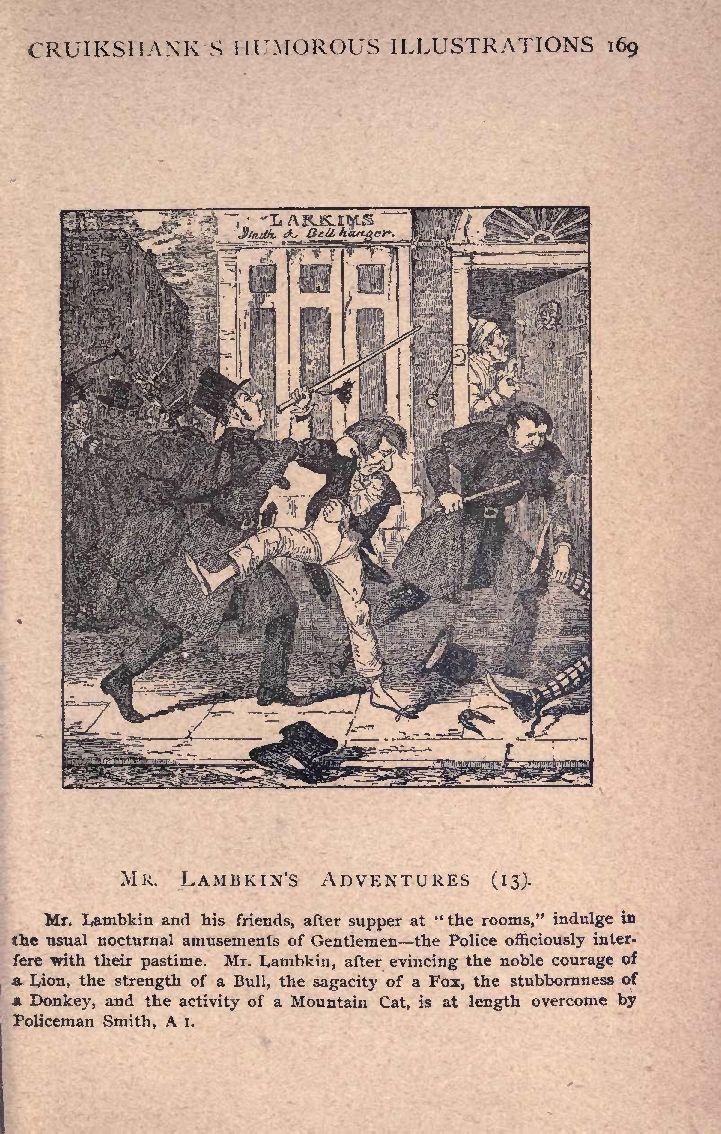 CRUIKSHANK'S HUMOROUS ILLUSTRATIONS 169
LARKINS
Smith & Bell hanger.
MR. LAMBKIN'S ADVENTURES (13).
Mr. Lambkin and his friends, after supper at "the rooms," indulge in
the usual nocturnal amusements of Gentlemen—the Police officiously inter-
fere with their pastime. Mr. Lambkin, after evincing the noble courage of
a Lion, the strength of a Bull, the sagacity of a Fox, the stubbornness of
a Donkey, and the activity of a Mountain Cat, is at length overcome by
Policeman Smith, A 1.